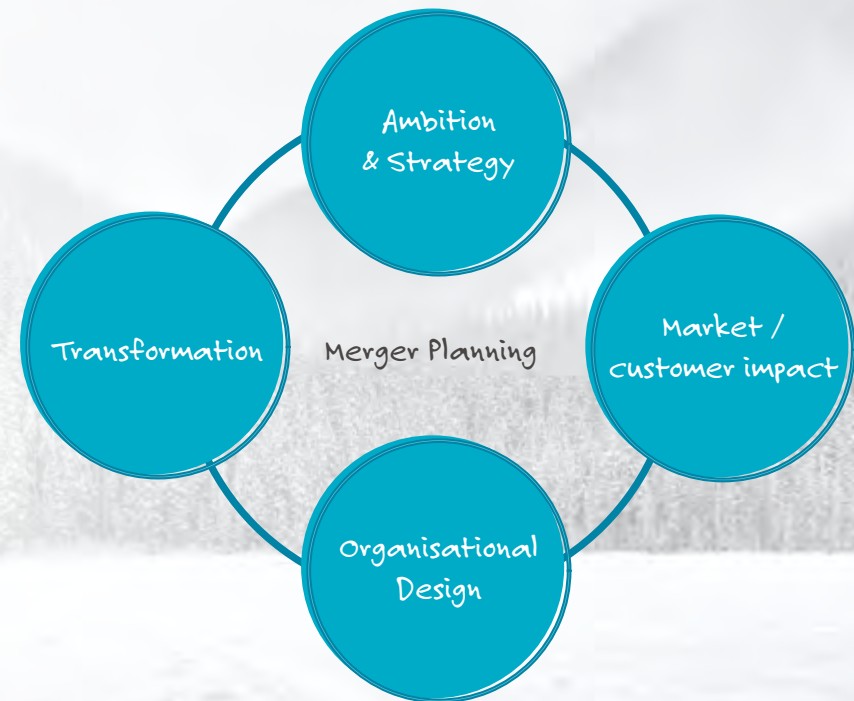 Ambition
& Strategy
Transformation
Merger Planning
Market /
customer impact
Organisational
Design